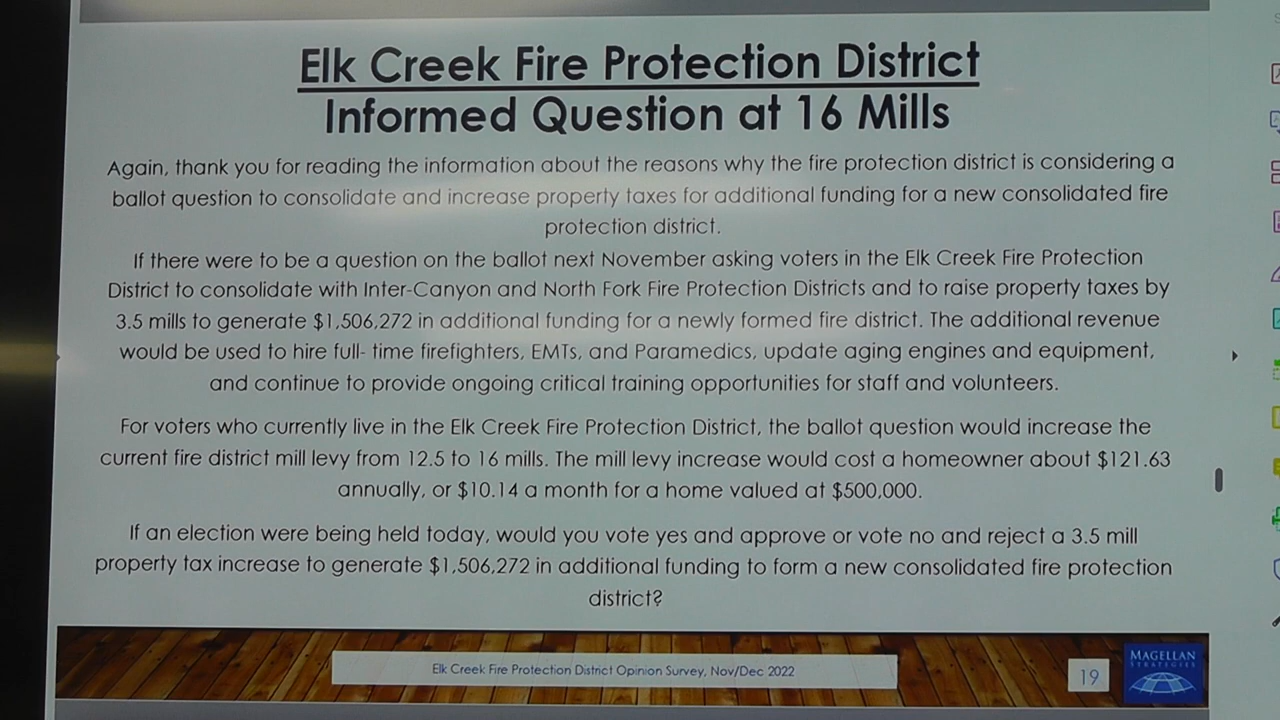 Elk Creek Fire Protection District
Informed Question at 16 Mills
Again, thank you for reading the information about the reasons why the fire protection district is considering a
ballot question to consolidate and increase property taxes for additional funding for a new consolidated fire
protection district.
If there were to be a question on the ballot next November asking voters in the Elk Creek Fire Protection
District to consolidate with Inter-Canyon and North Fork Fire Protection Districts and to raise property taxes by
3.5 mills to generate $1,506,272 in additional funding for a newly formed fire district. The additional revenue
would be used to hire full- time firefighters, EMTs, and Paramedics, update aging engines and equipment,
and continue to provide ongoing critical training opportunities for staff and volunteers.
For voters who currently live in the Elk Creek Fire Protection District, the ballot question would increase the
current fire district mill levy from 12.5 to 16 mills. The mill levy increase would cost a homeowner about $121.63
annually, or $10.14 a month for a home valued at $500,000.
If an election were being held today, would you vote yes and approve or vote no and reject a 3.5 mill
property tax increase to generate $1,506,272 in additional funding to form a new consolidated fire protection
district?
Elk Creek Fire Protection District Opinion Survey, Nov/Dec 2022
19
MAGELLAN
STRATEGIES